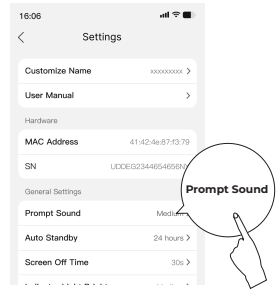 16:06
Settings
Customize Name xxxxxxxxx >
User Manual >
Hardware
MAC Address 41:42:4e:87:f3:79
SN UDDEG2344654656N
Prompt Sound
General Settings
Prompt Sound Medium
Auto Standby 24 hours >
Screen Off Time 30s >